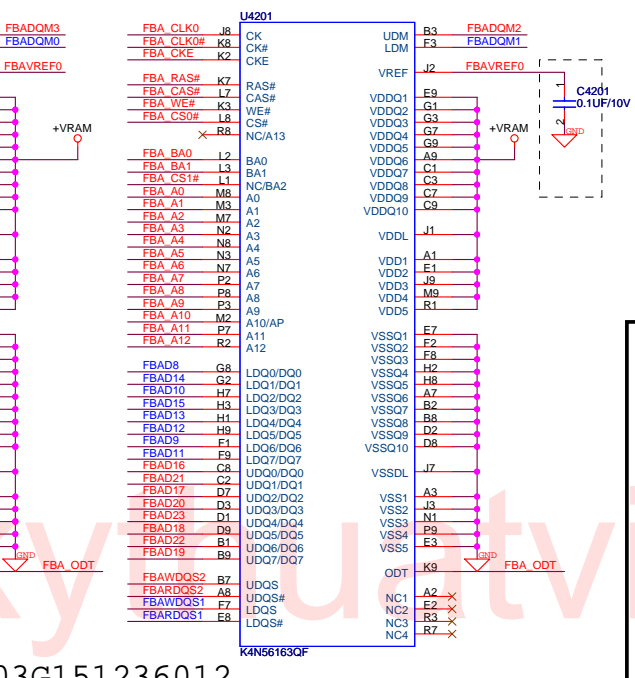 U4201
FBADQM3
FBADQM0
FBAVREF0
+VRAM
GND
FBA_ODT
FBA_CLK0 J8 CK
FBA_CLK0# K8 CK#
FBA_CKE K2 CKE
FBA_RAS# K7 RAS#
FBA_CAS# L7 CAS#
FBA_WE# K3 WE#
FBA_CS0# L8 CS#
R8 NC/A13
FBA_BA0 L2 BA0
FBA_BA1 L3 BA1
FBA_CS1# L1 NC/BA2
FBA_A0 M8 A0
FBA_A1 M3 A1
FBA_A2 M7 A2
FBA_A3 N2 A3
FBA_A4 N8 A4
FBA_A5 N3 A5
FBA_A6 N7 A6
FBA_A7 P2 A7
FBA_A8 P8 A8
FBA_A9 P3 A9
FBA_A10 M2 A10/AP
FBA_A11 P7 A11
FBA_A12 R2 A12
FBAD8 G8 LDQ0/DQ0
FBAD14 G2 LDQ1/DQ1
FBAD10 H7 LDQ2/DQ2
FBAD15 H3 LDQ3/DQ3
FBAD13 H1 LDQ4/DQ4
FBAD12 H9 LDQ5/DQ5
FBAD9 F1 LDQ6/DQ6
FBAD11 F9 LDQ7/DQ7
FBAD16 C8 UDQ0/DQ0
FBAD21 C2 UDQ1/DQ1
FBAD17 D7 UDQ2/DQ2
FBAD20 D3 UDQ3/DQ3
FBAD23 D1 UDQ4/DQ4
FBAD18 D9 UDQ5/DQ5
FBAD22 B1 UDQ6/DQ6
FBAD19 B9 UDQ7/DQ7
FBAWDQS2 B7 UDQS
FBARDQS2 A8 UDQS#
FBAWDQS1 F7 LDQS
FBARDQS1 E8 LDQS#
UDM B3 FBADQM2
LDM F3 FBADQM1
VREF J2 FBAVREF0
VDDQ1 E9
VDDQ2 G1
VDDQ3 G3
VDDQ4 G7
VDDQ5 G9
VDDQ6 A9
VDDQ7 C1
VDDQ8 C3
VDDQ9 C7
VDDQ10 C9
VDDL J1
VDD1 A1
VDD2 E1
VDD3 J9
VDD4 M9
VDD5 R1
VSSQ1 E7
VSSQ2 F2
VSSQ3 F8
VSSQ4 H2
VSSQ5 H8
VSSQ6 A7
VSSQ7 B2
VSSQ8 B8
VSSQ9 D2
VSSQ10 D8
VSSDL J7
VSS1 A3
VSS2 J3
VSS3 N1
VSS4 P9
VSS5 E3
ODT K9 FBA_ODT
NC1 A2
NC2 E2
NC3 R3
NC4 R7
+VRAM
GND
1
C4201
0.1UF/10V
2
GND
K4N56163QF
kythuatvi
03G151236012